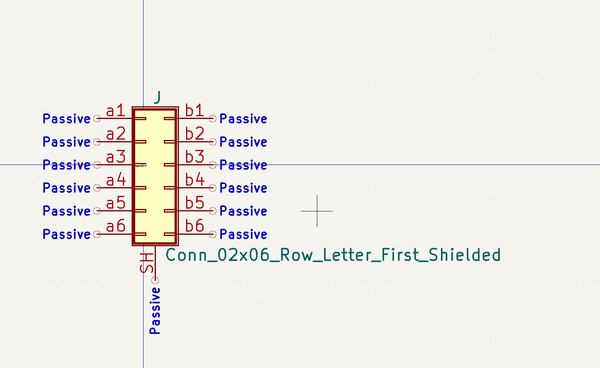 J
Passive a1 b1 Passive
Passive a2 b2 Passive
Passive a3 b3 Passive
Passive a4 b4 Passive
Passive a5 b5 Passive
Passive a6 b6 Passive
SH Conn_02x06_Row_Letter_First_Shielded
Passive